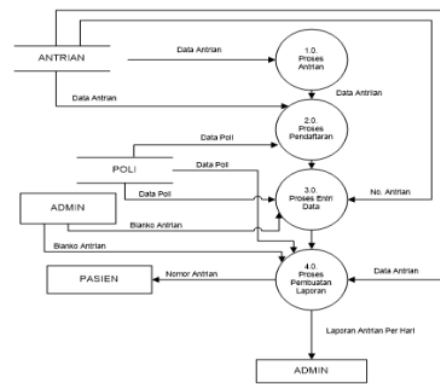 ANTRIAN
Data Antrian
1.0.
Proses
Antrian
Data Antrian
Data Antrian
2.0.
Proses
Pendaftaran
Data Poli
POLI
Data Poli
Data Poli
3.0.
Proses Entri
Data
No. Antrian
ADMIN
Blanko Antrian
Blanko Antrian
4.0.
Proses
Pembuatan
Laporan
PASIEN
Nomor Antrian
Data Antrian
Laporan Antrian Per Hari
ADMIN